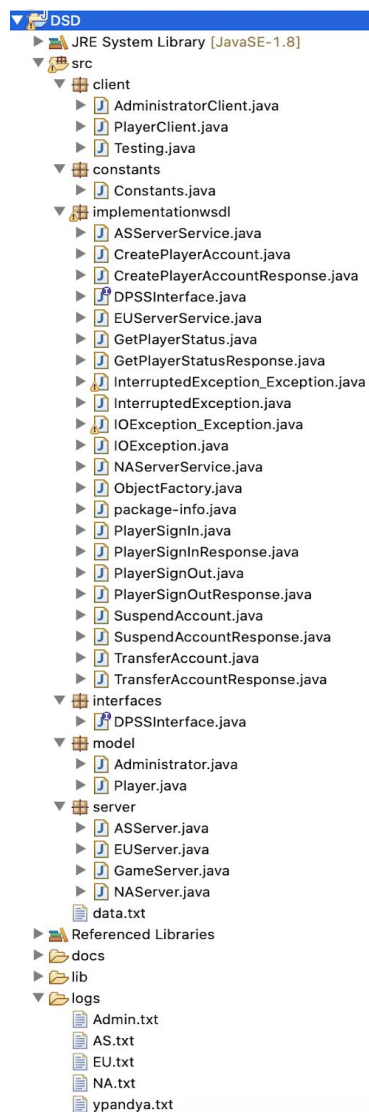 DSD
JRE System Library [JavaSE-1.8]
src
client
AdministratorClient.java
PlayerClient.java
Testing.java
constants
Constants.java
implementationwsdl
ASServerService.java
CreatePlayerAccount.java
CreatePlayerAccountResponse.java
DPSSInterface.java
EUServerService.java
GetPlayerStatus.java
GetPlayerStatusResponse.java
InterruptedException_Exception.java
InterruptedException.java
IOException_Exception.java
IOException.java
NAServerService.java
ObjectFactory.java
package-info.java
PlayerSignIn.java
PlayerSignInResponse.java
PlayerSignOut.java
PlayerSignOutResponse.java
SuspendAccount.java
SuspendAccountResponse.java
TransferAccount.java
TransferAccountResponse.java
interfaces
DPSSInterface.java
model
Administrator.java
Player.java
server
ASServer.java
EUServer.java
GameServer.java
NAServer.java
data.txt
Referenced Libraries
docs
lib
logs
Admin.txt
AS.txt
EU.txt
NA.txt
ypandya.txt